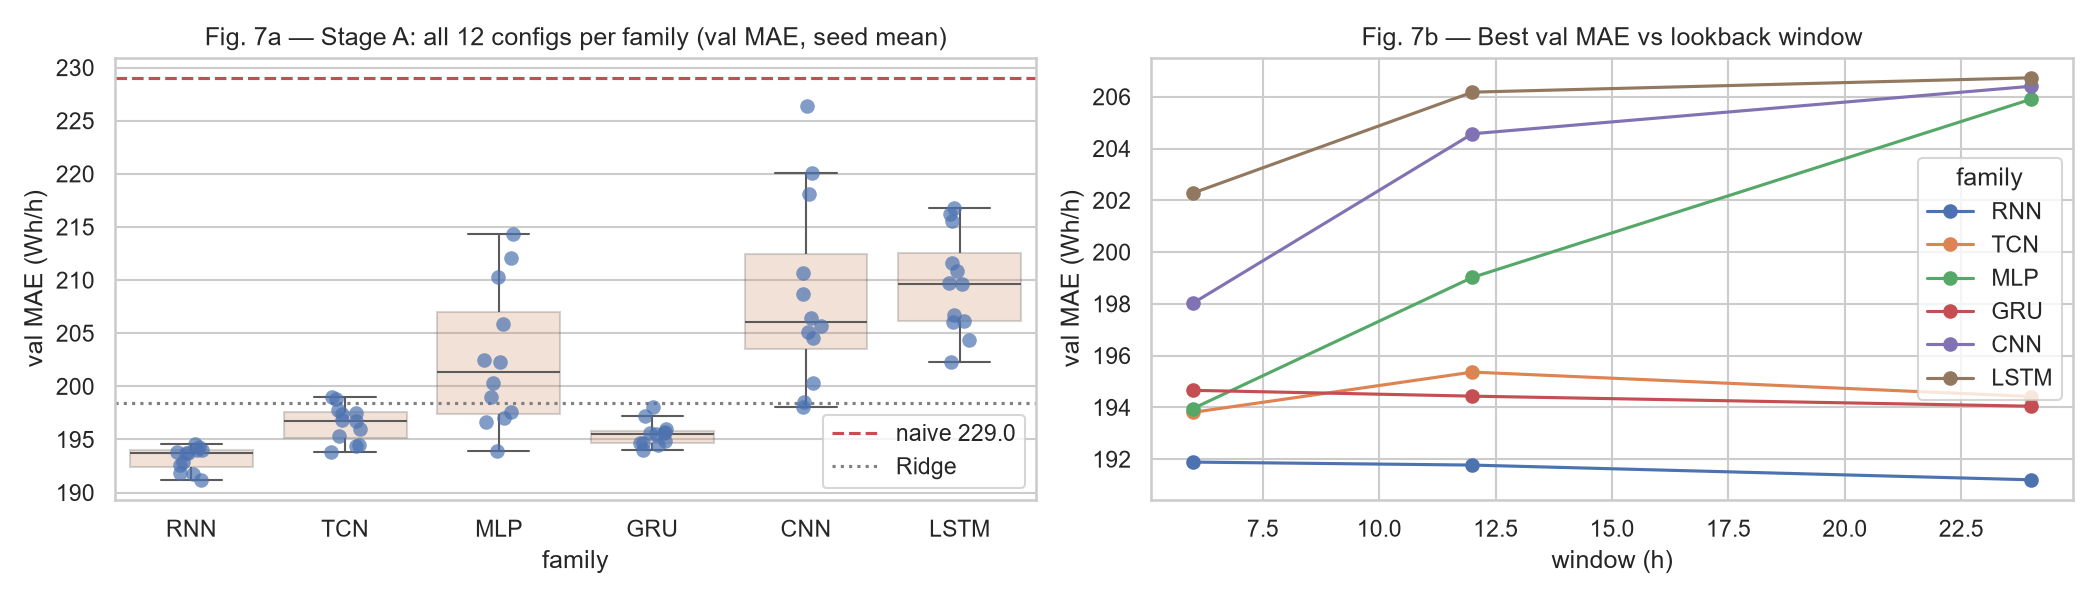 Fig. 7a — Stage A: all 12 configs per family (val MAE, seed mean)
val MAE (Wh/h)
230
225
220
215
210
205
200
195
190
naive 229.0
Ridge
RNN
TCN
MLP
GRU
CNN
LSTM
family
Fig. 7b — Best val MAE vs lookback window
val MAE (Wh/h)
206
204
202
200
198
196
194
192
family
RNN
TCN
MLP
GRU
CNN
LSTM
7.5
10.0
12.5
15.0
17.5
20.0
22.5
window (h)